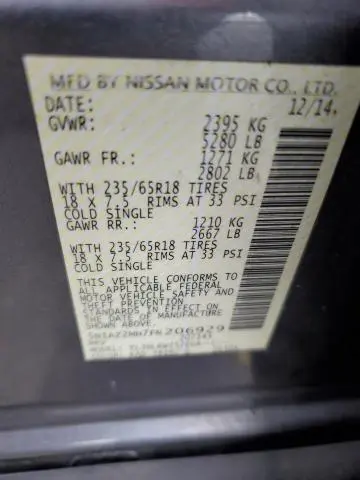 MFD BY NISSAN MOTOR CO., LTD.
DATE: 12/14.
GVWR: 2395 KG
5280 LB
GAWR FR.: 1271 KG
2802 LB
WITH 235/65R18 TIRES
18 X 7.5 RIMS AT 33 PSI
COLD SINGLE
GAWR RR.: 1210 KG
2667 LB
WITH 235/65R18 TIRES
18 X 7.5 RIMS AT 33 PSI
COLD SINGLE
THIS VEHICLE CONFORMS TO
ALL APPLICABLE FEDERAL
MOTOR VEHICLE SAFETY
STANDARDS IN EFFECT ON
THE DATE OF MANUFACTURE
SHOWN ABOVE.
206929